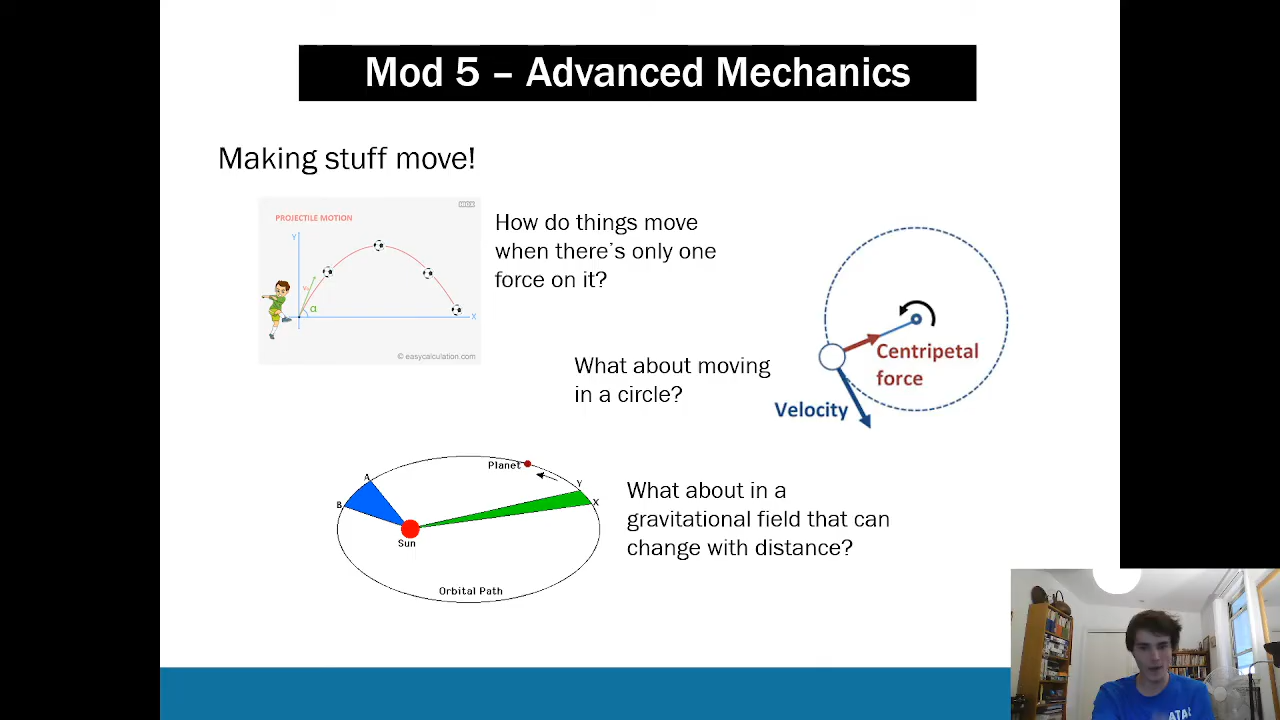 Mod 5 – Advanced Mechanics
Making stuff move!
PROJECTILE MOTION
Y
α
X
© easycalculation.com
How do things move
when there's only one
force on it?
What about moving
in a circle?
Centripetal
force
Velocity
Planet
A
B
Y
X
Sun
Orbital Path
What about in a
gravitational field that can
change with distance?